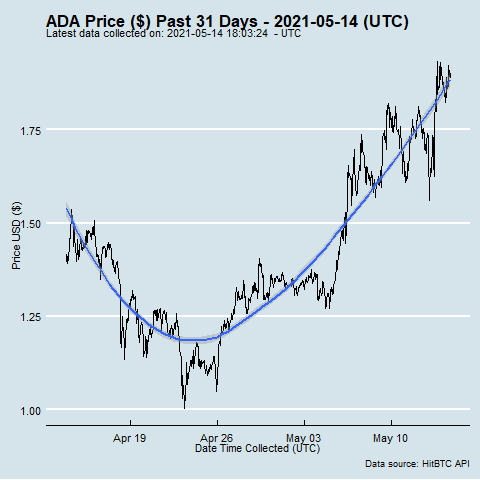 ADA Price ($) Past 31 Days - 2021-05-14 (UTC)
Latest data collected on: 2021-05-14 18:03:24  - UTC
Price USD ($)
1.75
1.50
1.25
1.00
Apr 19
Apr 26
May 03
May 10
Date Time Collected (UTC)
Data source: HitBTC API